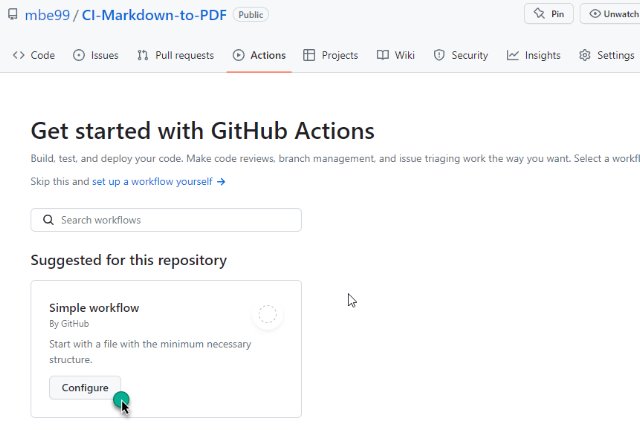 mbe99 / CI-Markdown-to-PDF Public Pin Unwatch
Code Issues Pull requests Actions Projects Wiki Security Insights Settings
Get started with GitHub Actions
Build, test, and deploy your code. Make code reviews, branch management, and issue triaging work the way you want. Select a workfl
Skip this and set up a workflow yourself →
Search workflows
Suggested for this repository
Simple workflow
By GitHub
Start with a file with the minimum necessary
structure.
Configure